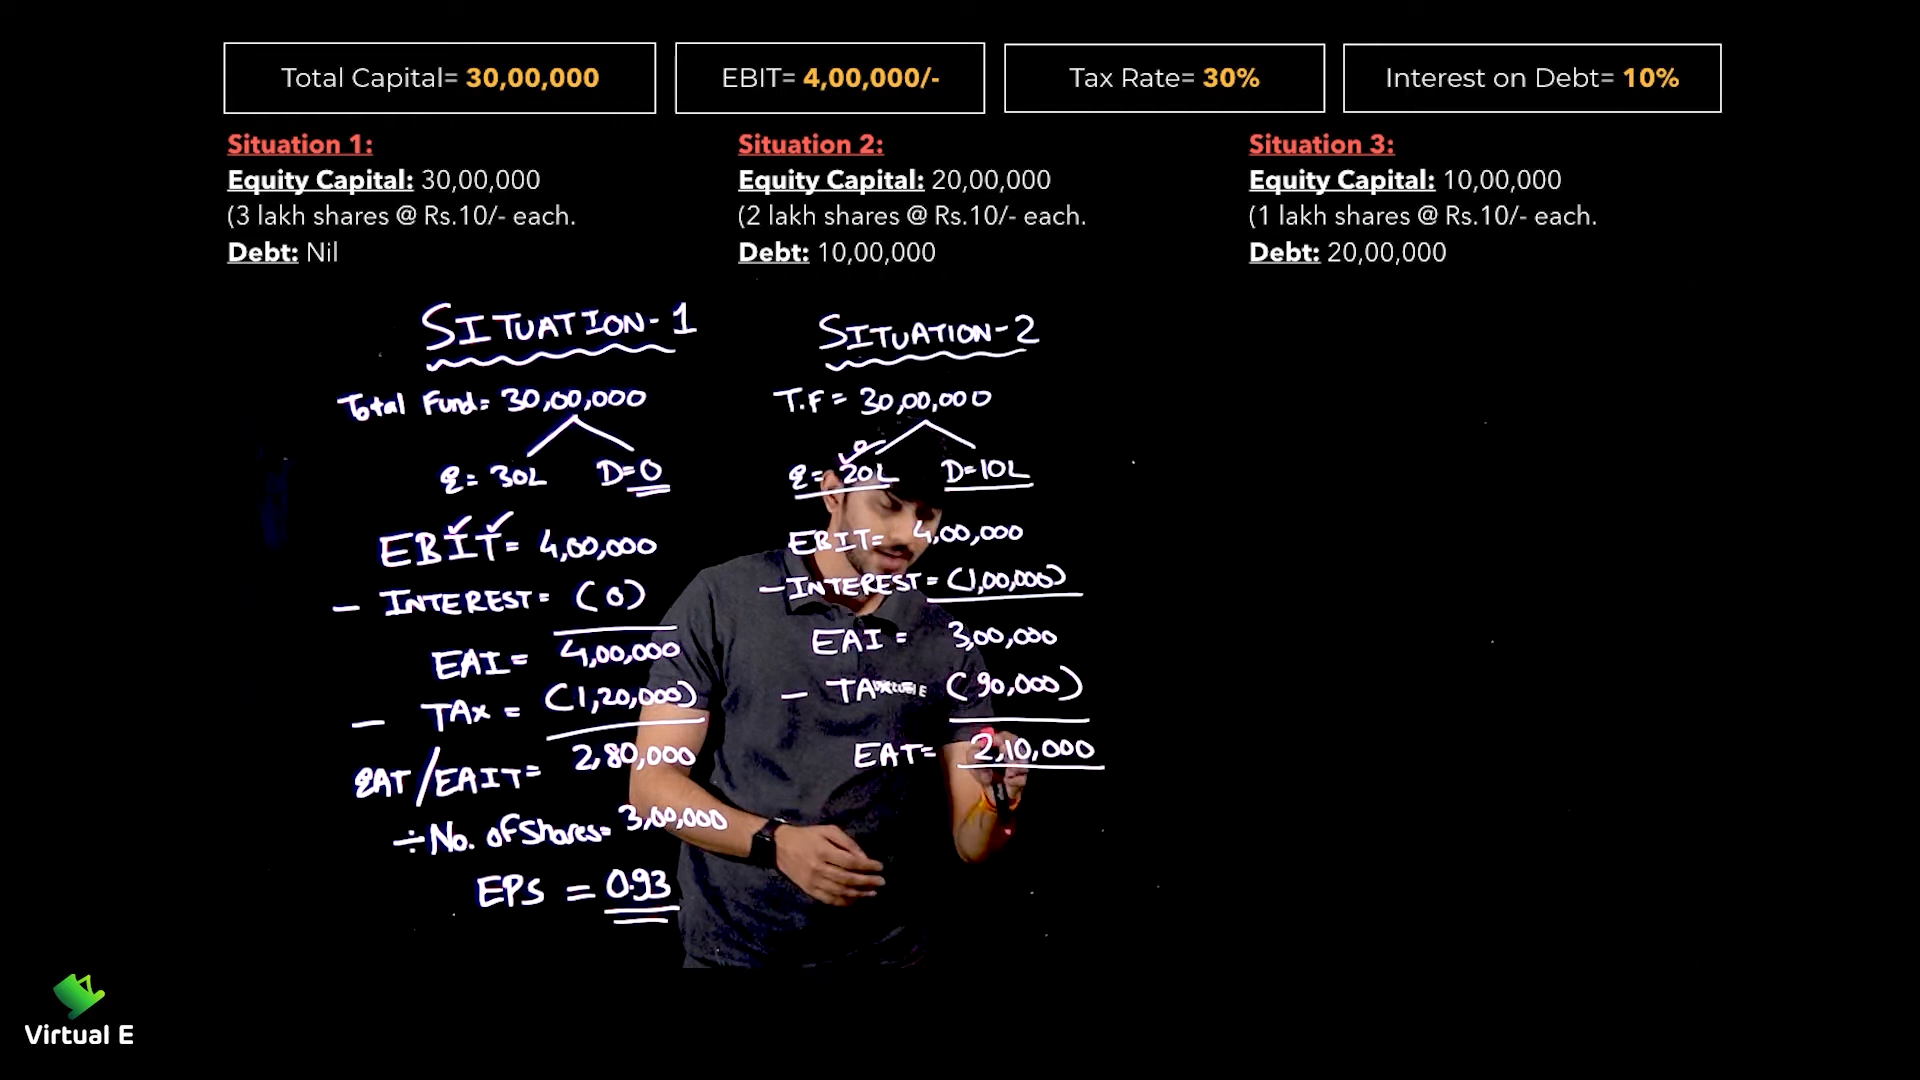 Total Capital= 30,00,000
EBIT= 4,00,000/-
Tax Rate= 30%
Interest on Debt= 10%
Situation 1:
Equity Capital: 30,00,000
(3 lakh shares @ Rs.10/- each.
Debt: Nil
Situation 2:
Equity Capital: 20,00,000
(2 lakh shares @ Rs.10/- each.
Debt: 10,00,000
Situation 3:
Equity Capital: 10,00,000
(1 lakh shares @ Rs.10/- each.
Debt: 20,00,000
SITUATION-1
Total Fund= 30,00,000
E= 30L D=0
EBIT= 4,00,000
- INTEREST= (0)
EAI= 4,00,000
- TAX = (1,20,000)
EAT/EAIT= 2,80,000
÷ No. of Shares= 3,00,000
EPS = 0.93
SITUATION-2
T.F = 30,00,000
E= 20L D=10L
EBIT= 4,00,000
- INTEREST= (1,00,000)
EAI = 3,00,000
- TAX = (90,000)
EAT= 2,10,000
Virtual E
Virtual E